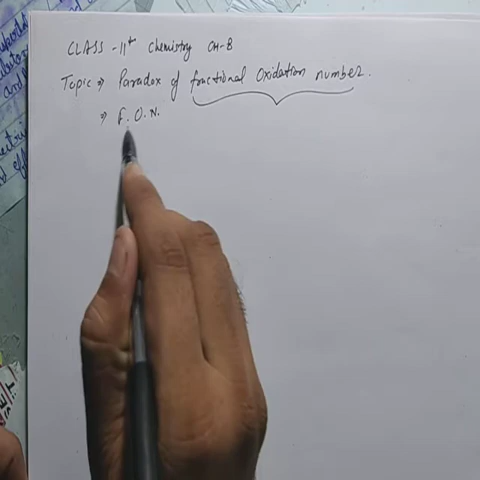 CLASS - 11th Chemistry CH-8
Topic ⇒ Paradox of fractional Oxidation number.
⇒ F.O.N.